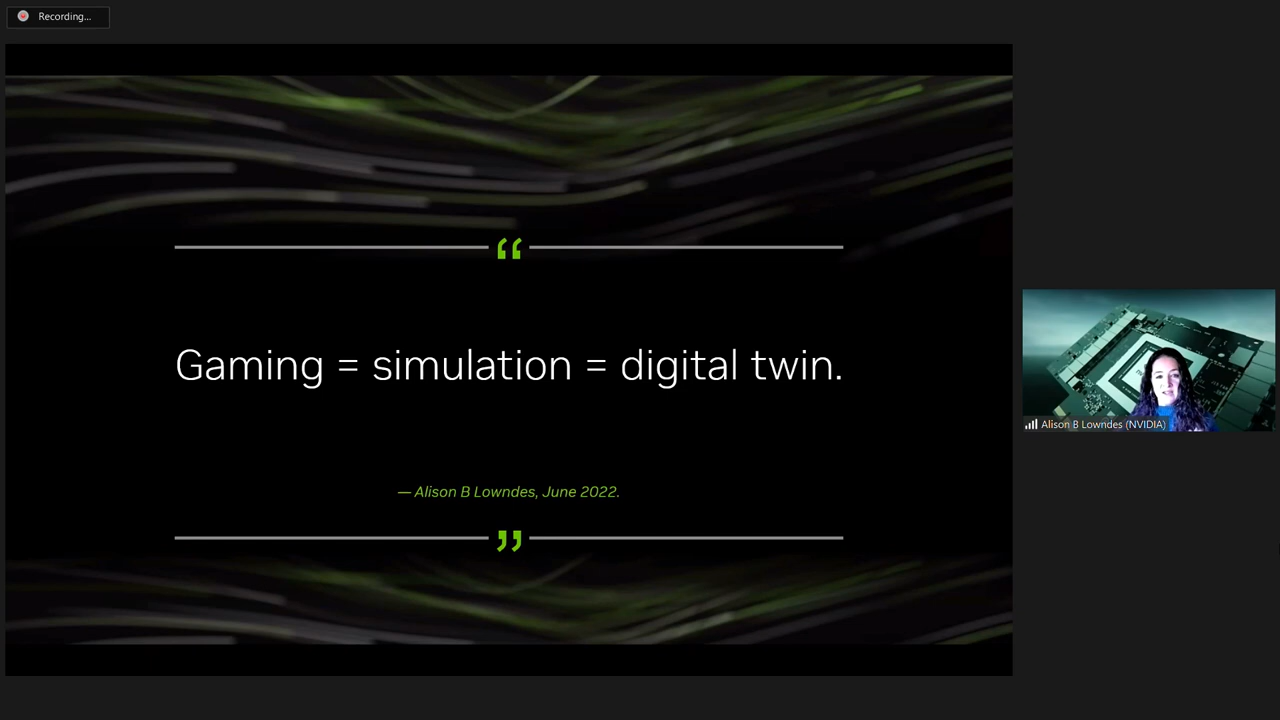 Recording...
“
Gaming = simulation = digital twin.
— Alison B Lowndes, June 2022.
”
Alison B Lowndes (NVIDIA)